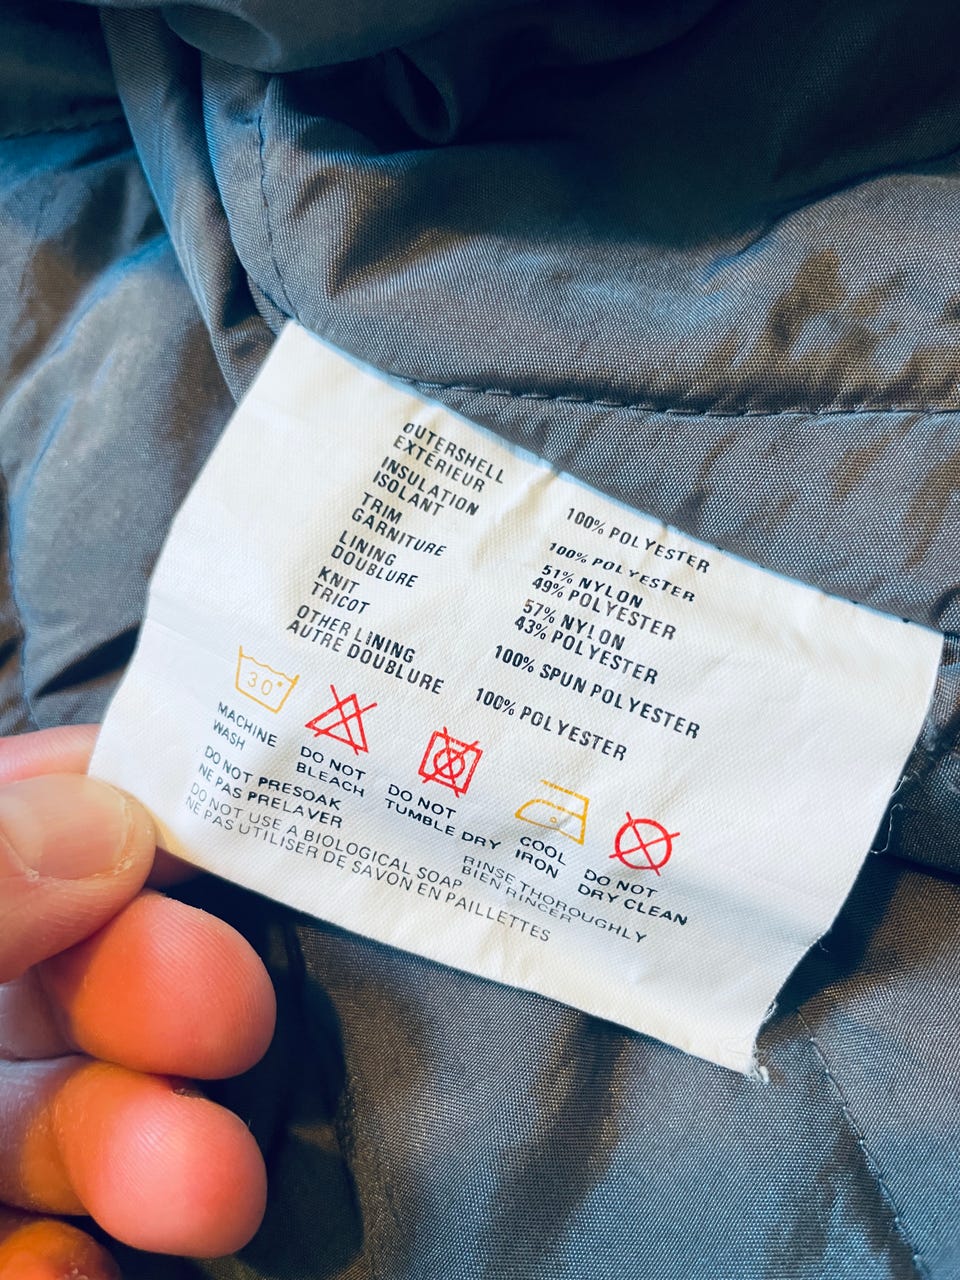 OUTERSHELL
EXTÉRIEUR
100% POLYESTER
INSULATION
ISOLANT
100% POLYESTER
TRIM
GARNITURE
51% NYLON
49% POLYESTER
LINING
DOUBLURE
57% NYLON
43% POLYESTER
KNIT
TRICOT
100% SPUN POLYESTER
OTHER LINING
AUTRE DOUBLURE
100% POLYESTER
30°
MACHINE
WASH
DO NOT
BLEACH
DO NOT
TUMBLE DRY
COOL
IRON
DO NOT
DRY CLEAN
DO NOT PRESOAK
NE PAS PRELAVER
RINSE THOROUGHLY
BIEN RINCER
DO NOT USE A BIOLOGICAL SOAP
NE PAS UTILISER DE SAVON EN PAILLETTES